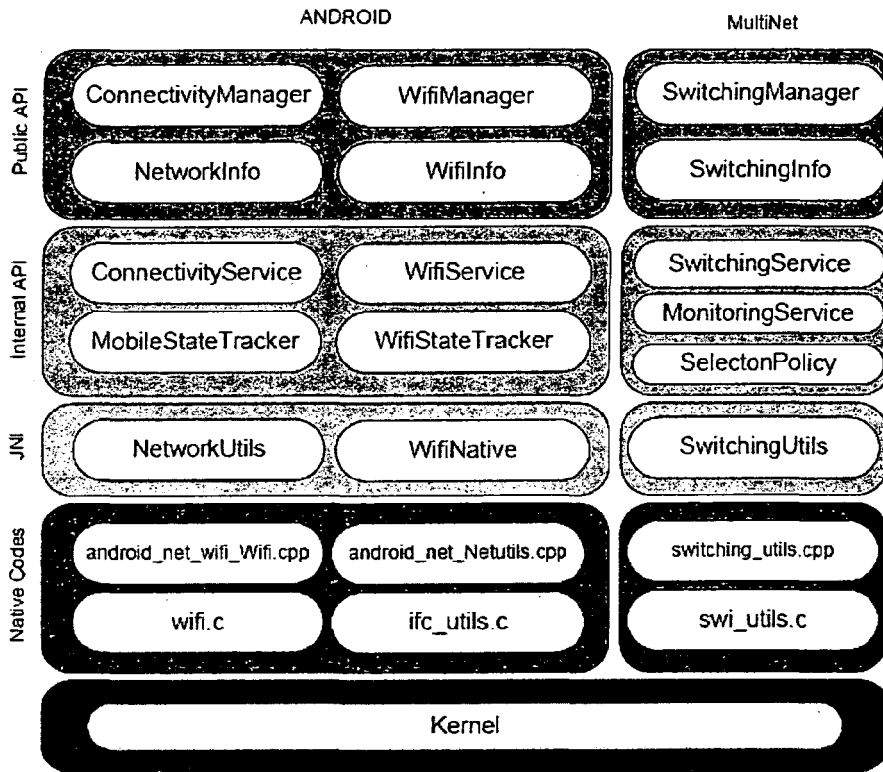 ANDROID
MultiNet
Public API
ConnectivityManager
WifiManager
SwitchingManager
NetworkInfo
WifiInfo
SwitchingInfo
Internal API
ConnectivityService
WifiService
SwitchingService
MonitoringService
MobileStateTracker
WifiStateTracker
SelectonPolicy
JNI
NetworkUtils
WifiNative
SwitchingUtils
Native Codes
android_net_wifi_Wifi.cpp
android_net_Netutils.cpp
switching_utils.cpp
wifi.c
ifc_utils.c
swi_utils.c
Kernel